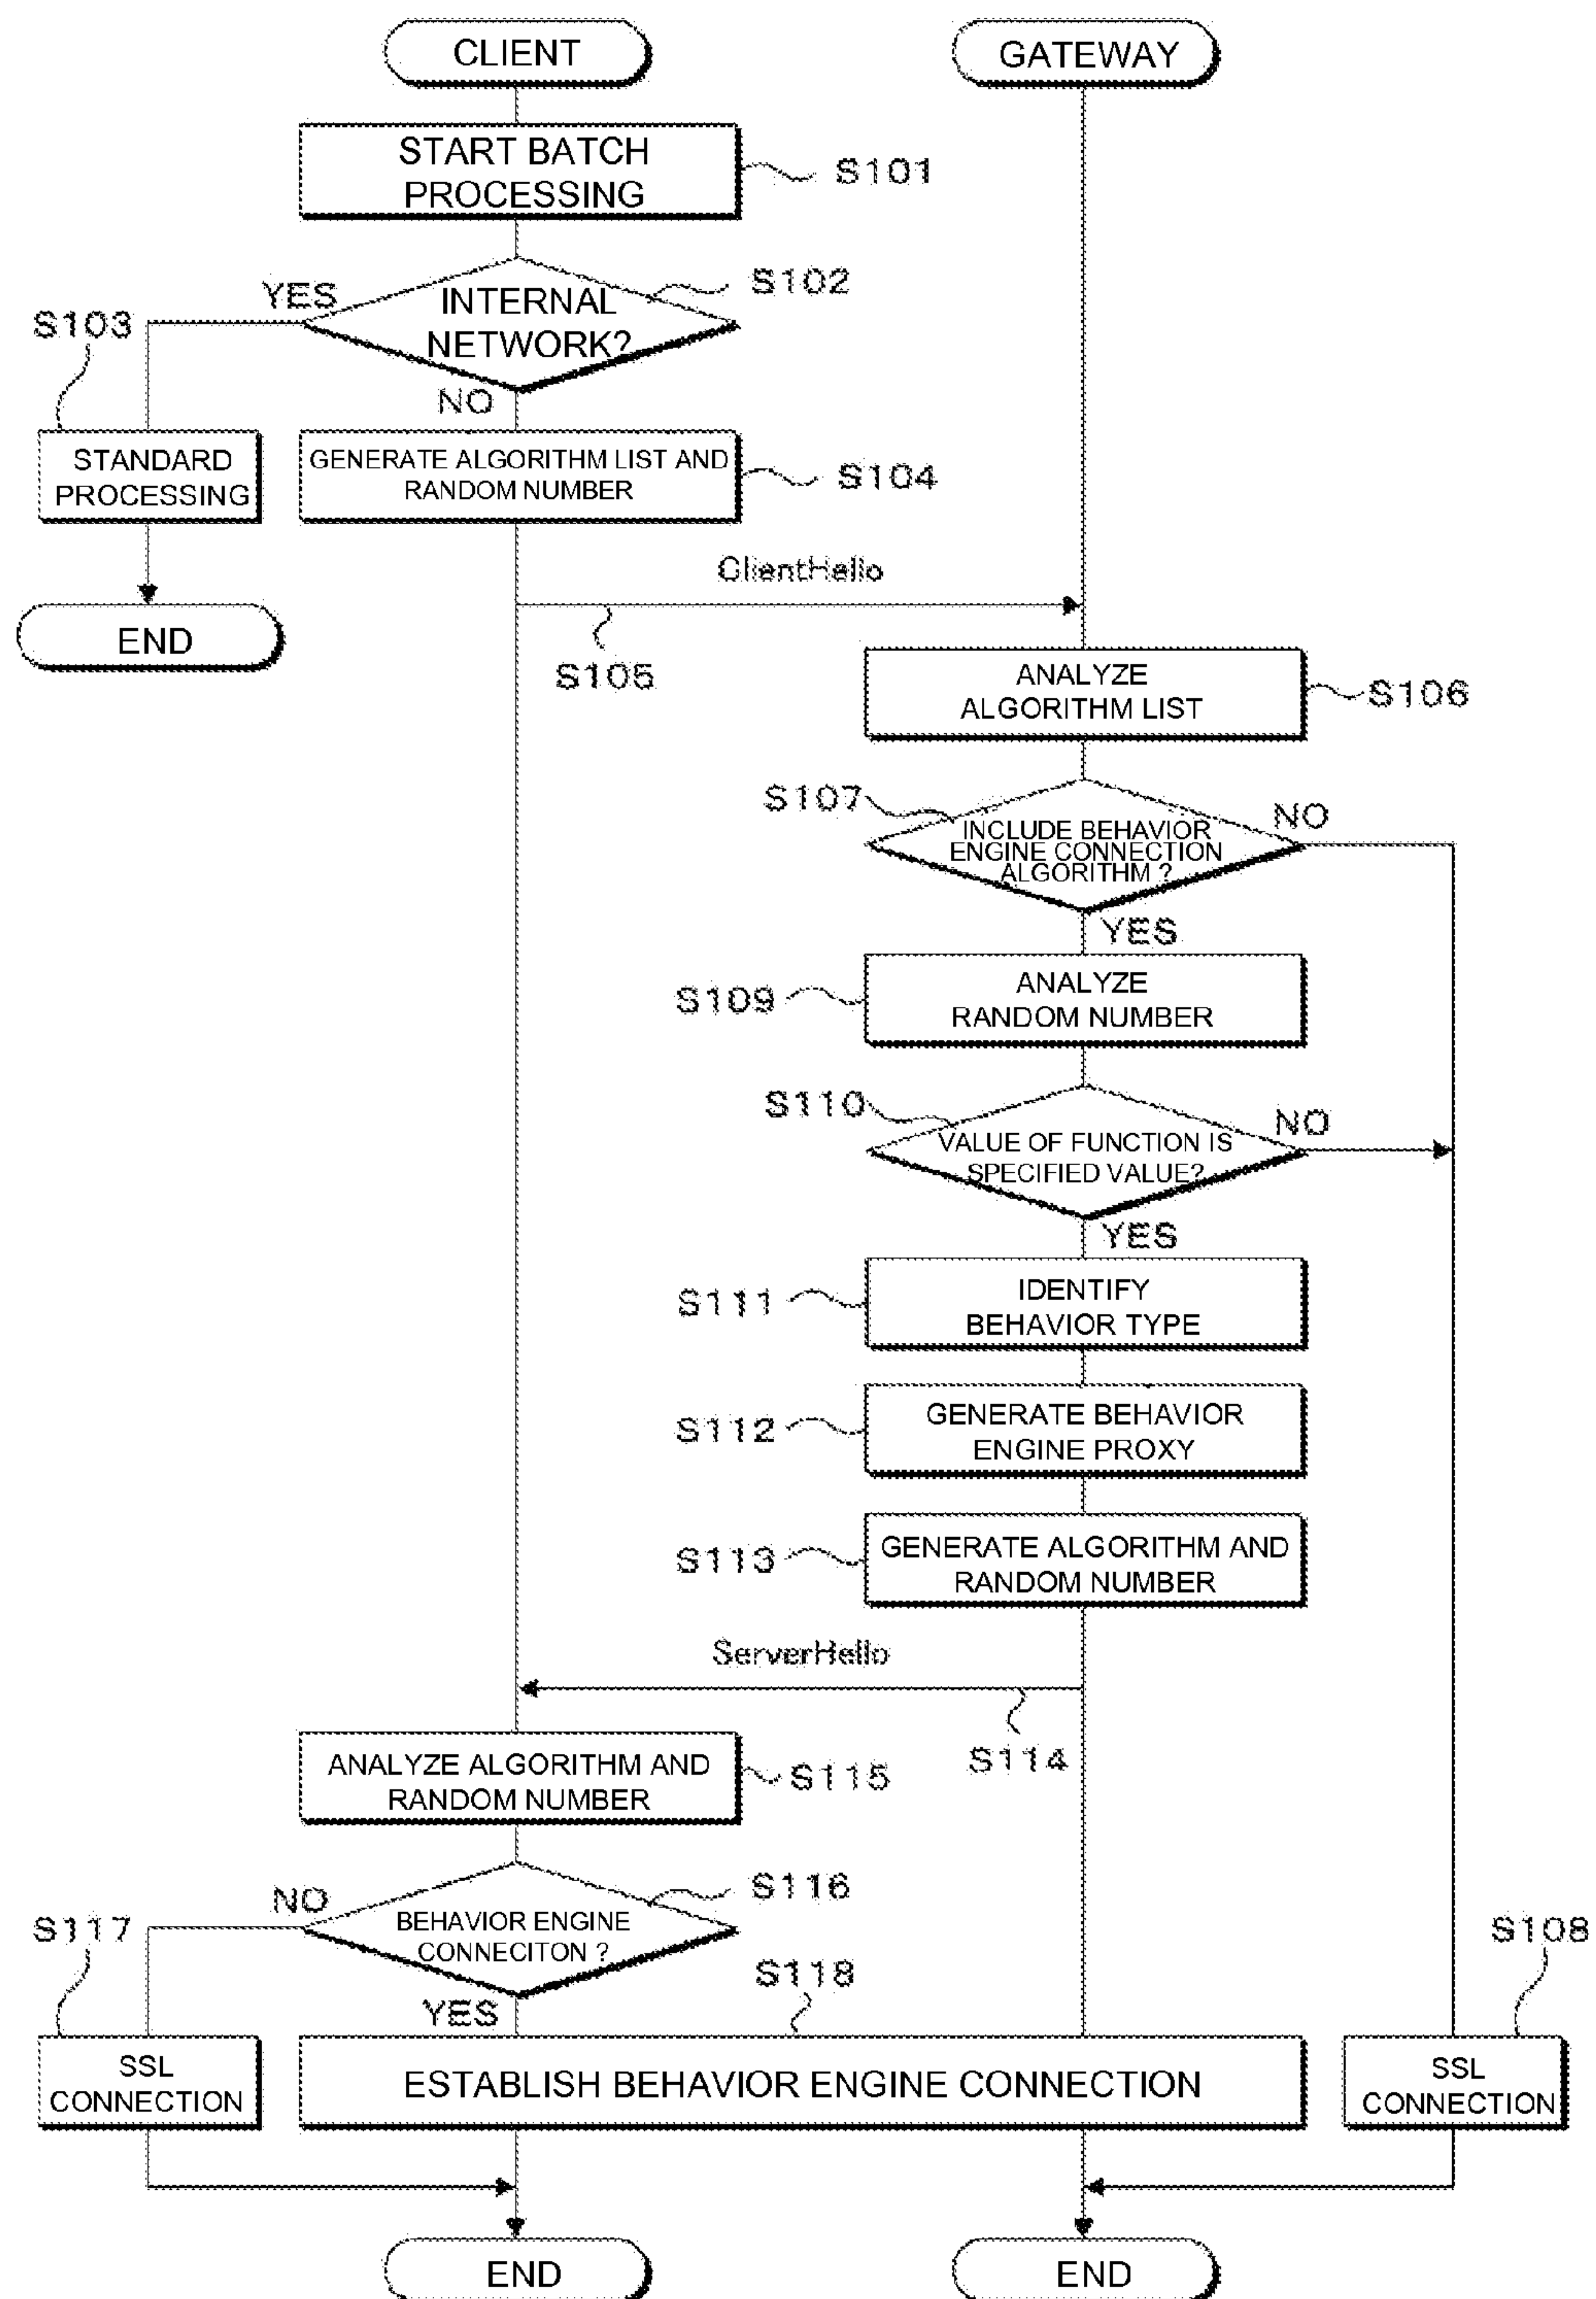 CLIENT
GATEWAY
START BATCH
PROCESSING
S101
S102
YES
INTERNAL
NETWORK?
S103
NO
STANDARD
PROCESSING
GENERATE ALGORITHM LIST AND
RANDOM NUMBER
S104
ClientHello
END
S105
ANALYZE
ALGORITHM LIST
S106
S107
NO
INCLUDE BEHAVIOR
ENGINE CONNECTION
ALGORITHM ?
YES
S109
ANALYZE
RANDOM NUMBER
S110
NO
VALUE OF FUNCTION IS
SPECIFIED VALUE?
YES
S111
IDENTIFY
BEHAVIOR TYPE
S112
GENERATE BEHAVIOR
ENGINE PROXY
S113
GENERATE ALGORITHM AND
RANDOM NUMBER
ServerHello
S114
ANALYZE ALGORITHM AND
RANDOM NUMBER
S115
S116
NO
BEHAVIOR ENGINE
CONNECITON ?
S117
S108
S118
YES
SSL
CONNECTION
ESTABLISH BEHAVIOR ENGINE CONNECTION
SSL
CONNECTION
END
END